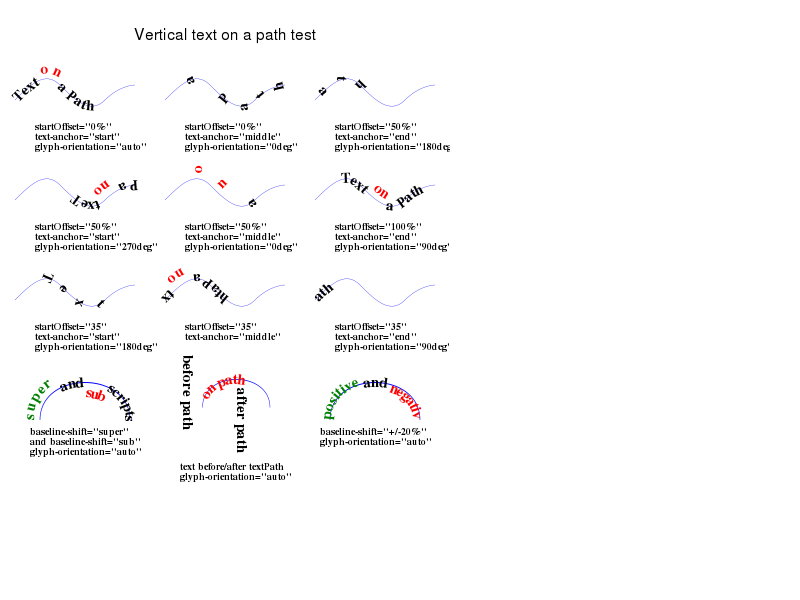 Vertical text on a path test
Text on a Path
a P a t h
a t h
startOffset="0%"
text-anchor="start"
glyph-orientation="auto"
startOffset="0%"
text-anchor="middle"
glyph-orientation="0deg"
startOffset="50%"
text-anchor="end"
glyph-orientation="180deg
Text on a P
o n a
Text on a Path
startOffset="50%"
text-anchor="start"
glyph-orientation="270deg"
startOffset="50%"
text-anchor="middle"
glyph-orientation="0deg"
startOffset="100%"
text-anchor="end"
glyph-orientation="90deg"
T e x t
xt on a Path
ath
startOffset="35"
text-anchor="start"
glyph-orientation="180deg"
startOffset="35"
text-anchor="middle"
startOffset="35"
text-anchor="end"
glyph-orientation="90deg"
super and sub scripts
before path on path after path
positive and negativ
baseline-shift="super"
and baseline-shift="sub"
glyph-orientation="auto"
text before/after textPath
glyph-orientation="auto"
baseline-shift="+/-20%"
glyph-orientation="auto"